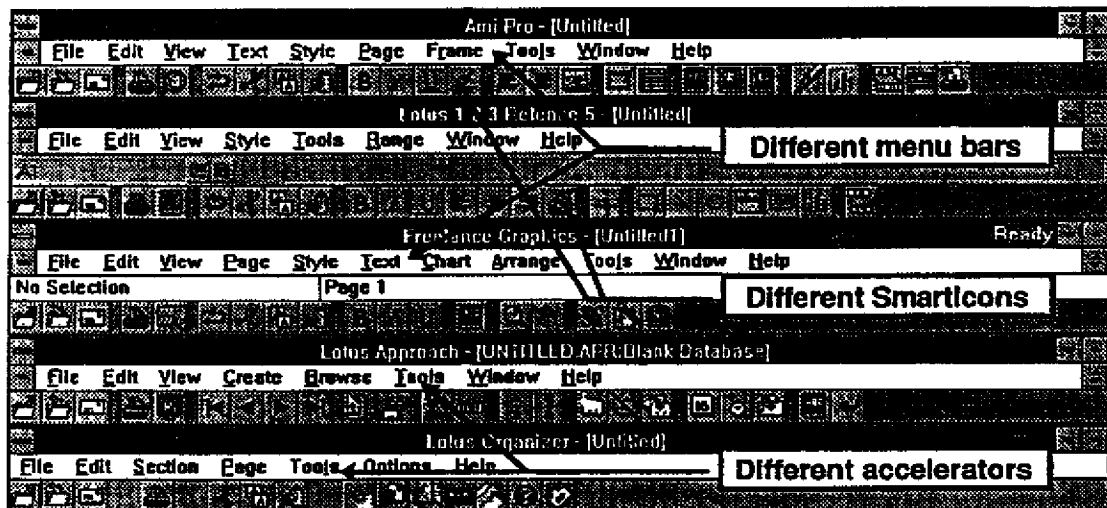 Ami Pro - [Untitled]
File Edit View Text Style Page Frame Tools Window Help
Lotus 1-2-3 Release 5 - [Untitled]
File Edit View Style Tools Range Window Help
Different menu bars
A1
Freelance Graphics - [Untitled1] Ready
File Edit View Page Style Text Chart Arrange Tools Window Help
No Selection Page 1
Different SmartIcons
Lotus Approach - [UNTITLED.APR:Blank Database]
File Edit View Create Browse Tools Window Help
Lotus Organizer - [Untitled]
File Edit Section Page Tools Options Help
Different accelerators